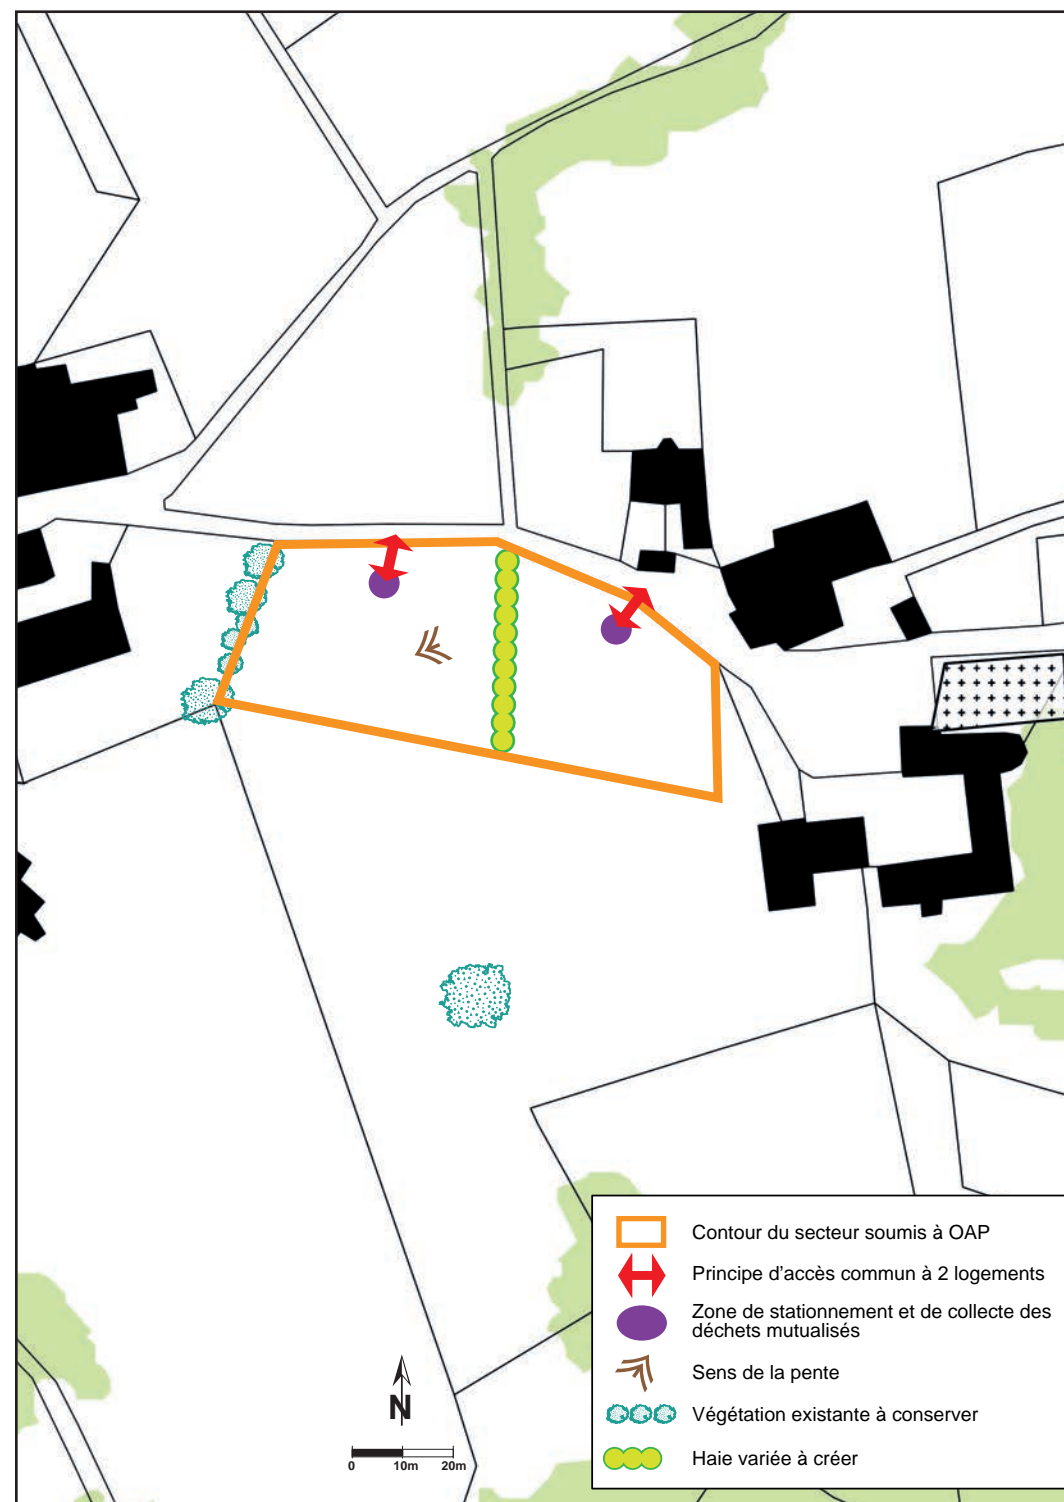 Contour du secteur soumis à OAP
Principe d'accès commun à 2 logements
Zone de stationnement et de collecte des
déchets mutualisés
Sens de la pente
Végétation existante à conserver
Haie variée à créer
N
0 10m 20m